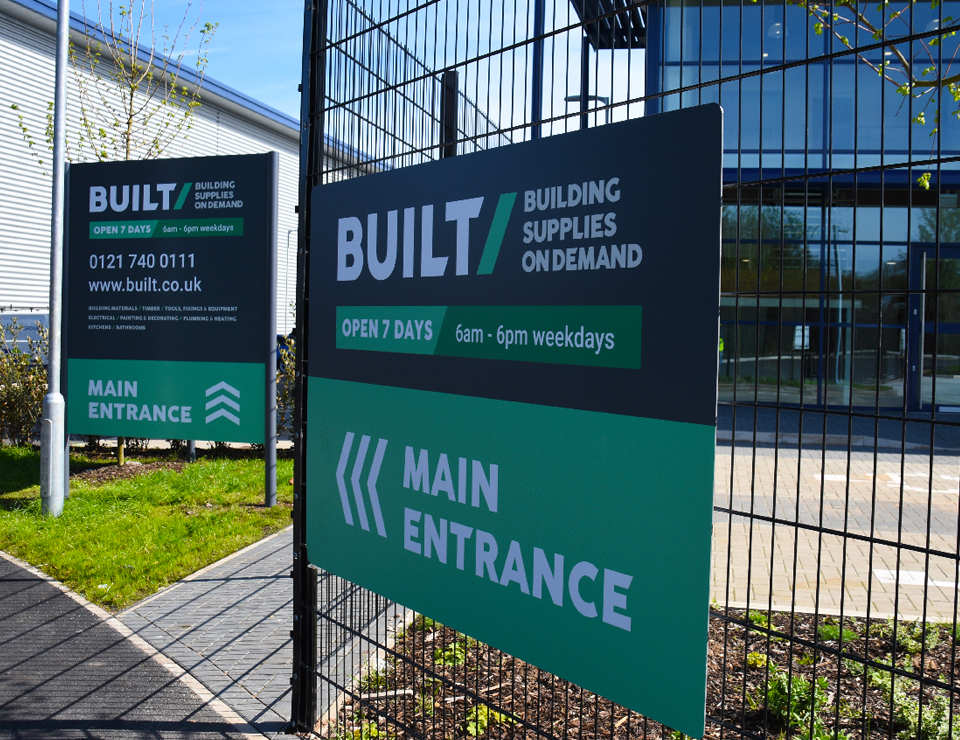 BUILT/
BUILDING
SUPPLIES
ON DEMAND
OPEN 7 DAYS 6am - 6pm weekdays
0121 740 0111
www.built.co.uk
BUILDING MATERIALS / TIMBER / TOOLS, FIXINGS & EQUIPMENT
ELECTRICAL / PAINTING & DECORATING / PLUMBING & HEATING
KITCHENS / BATHROOMS
MAIN
ENTRANCE
BUILT/
BUILDING
SUPPLIES
ON DEMAND
OPEN 7 DAYS 6am - 6pm weekdays
MAIN
ENTRANCE